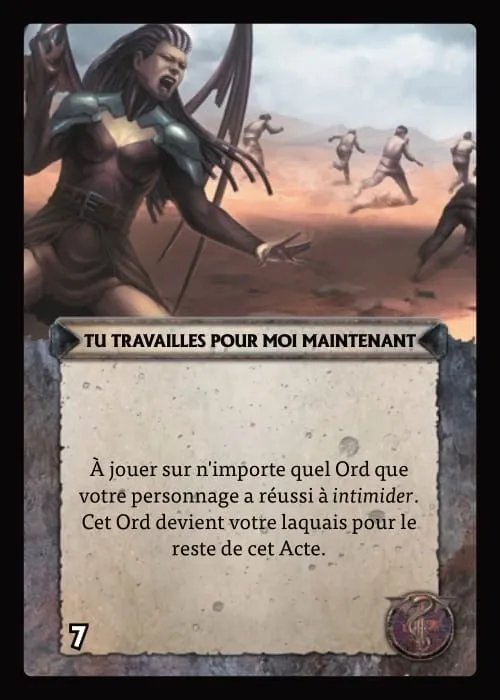 TU TRAVAILLES POUR MOI MAINTENANT
À jouer sur n'importe quel Ord que
votre personnage a réussi à intimider.
Cet Ord devient votre laquais pour le
reste de cet Acte.
7